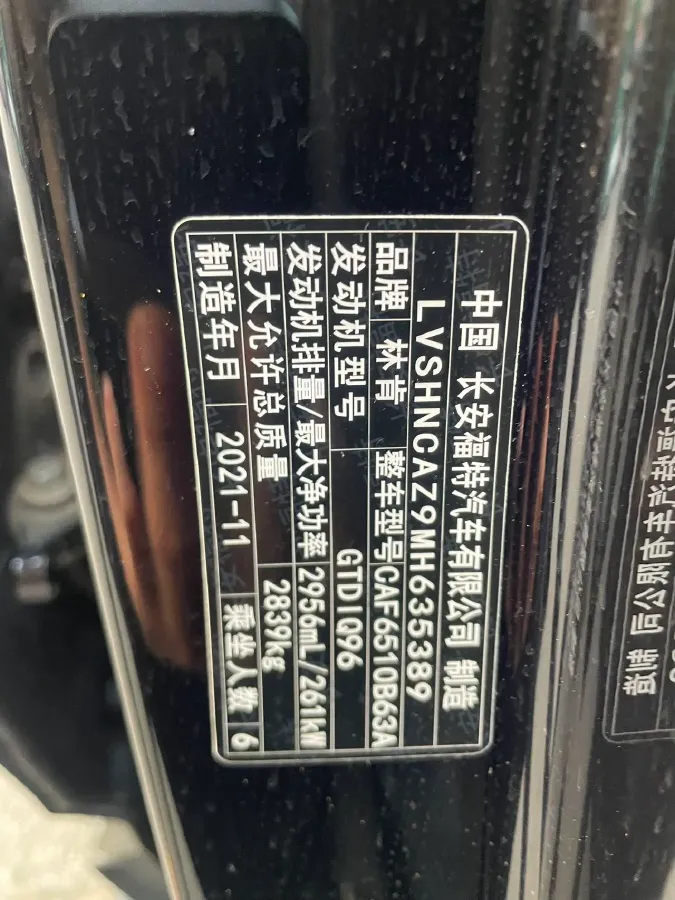 中国 长安福特汽车有限公司 制造
LVSHNCAZ9MH635389
品牌 林肯 整车型号 CAF6510B63A
发动机型号 GTDIQ96
发动机排量/最大净功率 2956mL/261kW
最大允许总质量 2839kg
制造年月 2021-11 乘坐人数 6